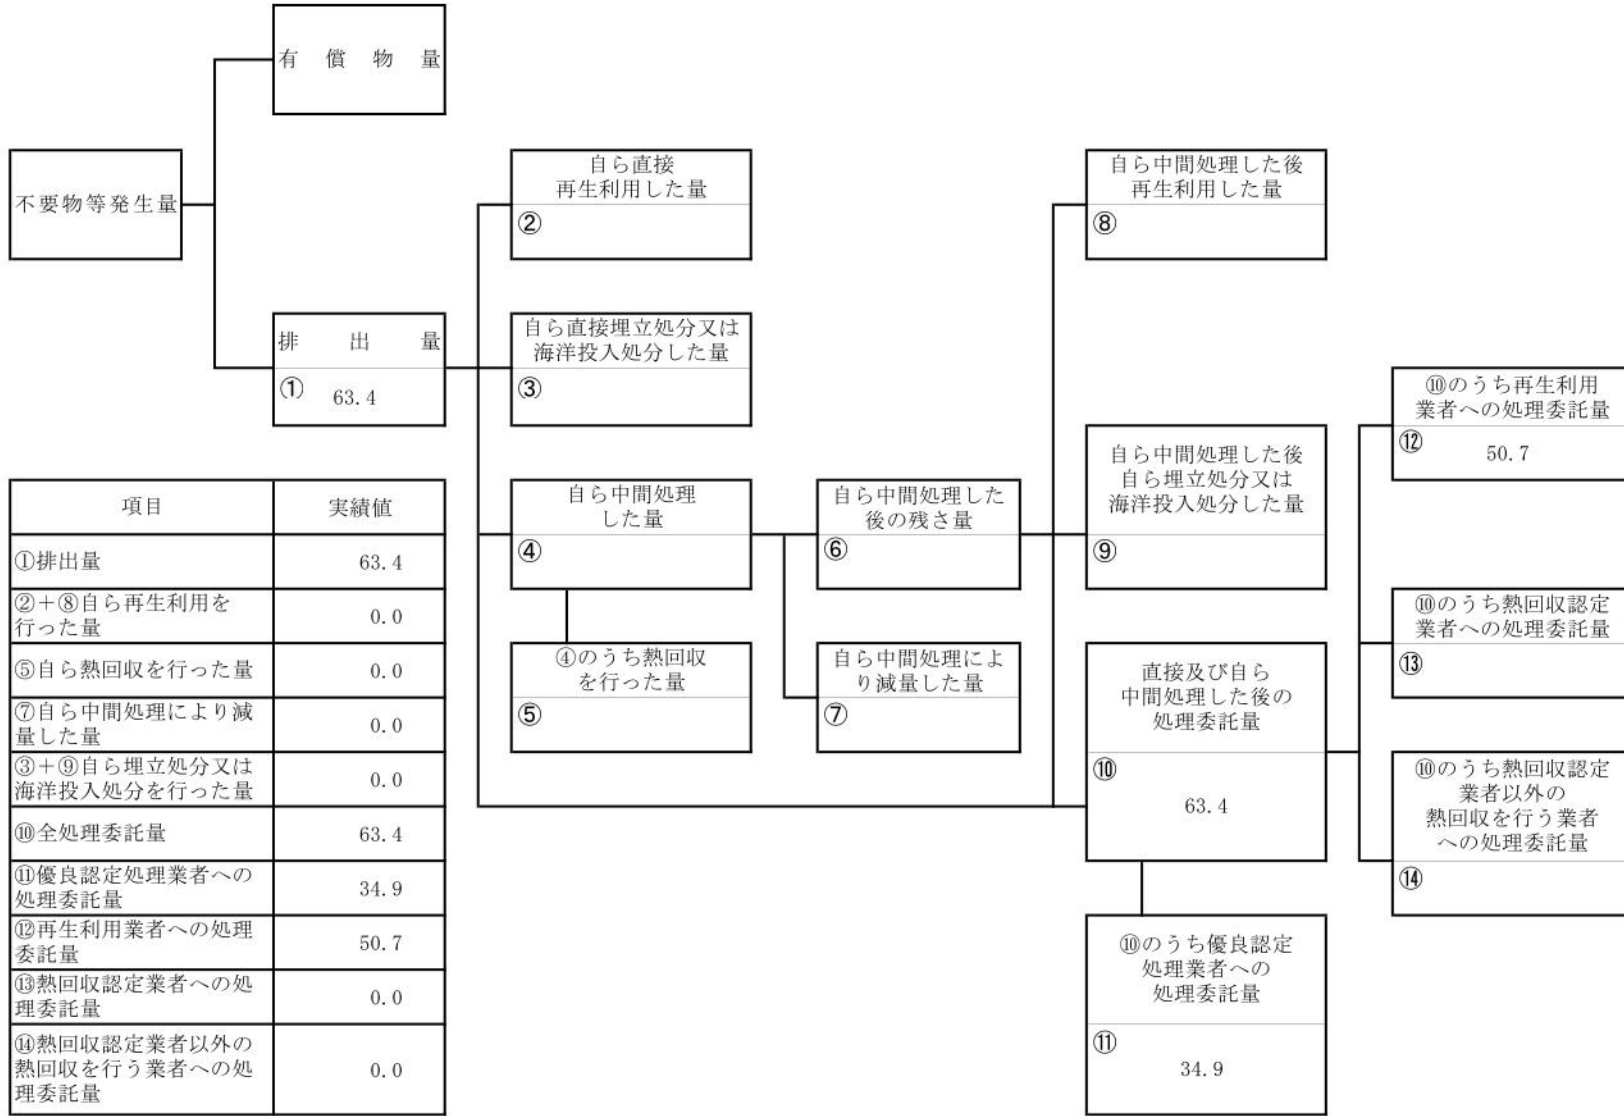 有償物量
不要物等発生量
排出量
①
63.4
自ら直接
再生利用した量
②
自ら直接埋立処分又は
海洋投入処分した量
③
自ら中間処理
した量
④
④のうち熱回収
を行った量
⑤
自ら中間処理した
後の残さ量
⑥
自ら中間処理によ
り減量した量
⑦
自ら中間処理した後
再生利用した量
⑧
自ら中間処理した後
自ら埋立処分又は
海洋投入処分した量
⑨
直接及び自ら
中間処理した後の
処理委託量
⑩
63.4
⑩のうち優良認定
処理業者への
処理委託量
⑪
34.9
⑩のうち再生利用
業者への処理委託量
⑫
50.7
⑩のうち熱回収認定
業者への処理委託量
⑬
⑩のうち熱回収認定
業者以外の
熱回収を行う業者
への処理委託量
⑭
項目 実績値
①排出量 63.4
②+⑧自ら再生利用を
行った量 0.0
⑤自ら熱回収を行った量 0.0
⑦自ら中間処理により減
量した量 0.0
③+⑨自ら埋立処分又は
海洋投入処分を行った量 0.0
⑩全処理委託量 63.4
⑪優良認定処理業者への
処理委託量 34.9
⑫再生利用業者への処理
委託量 50.7
⑬熱回収認定業者への処
理委託量 0.0
⑭熱回収認定業者以外の
熱回収を行う業者への処
理委託量 0.0